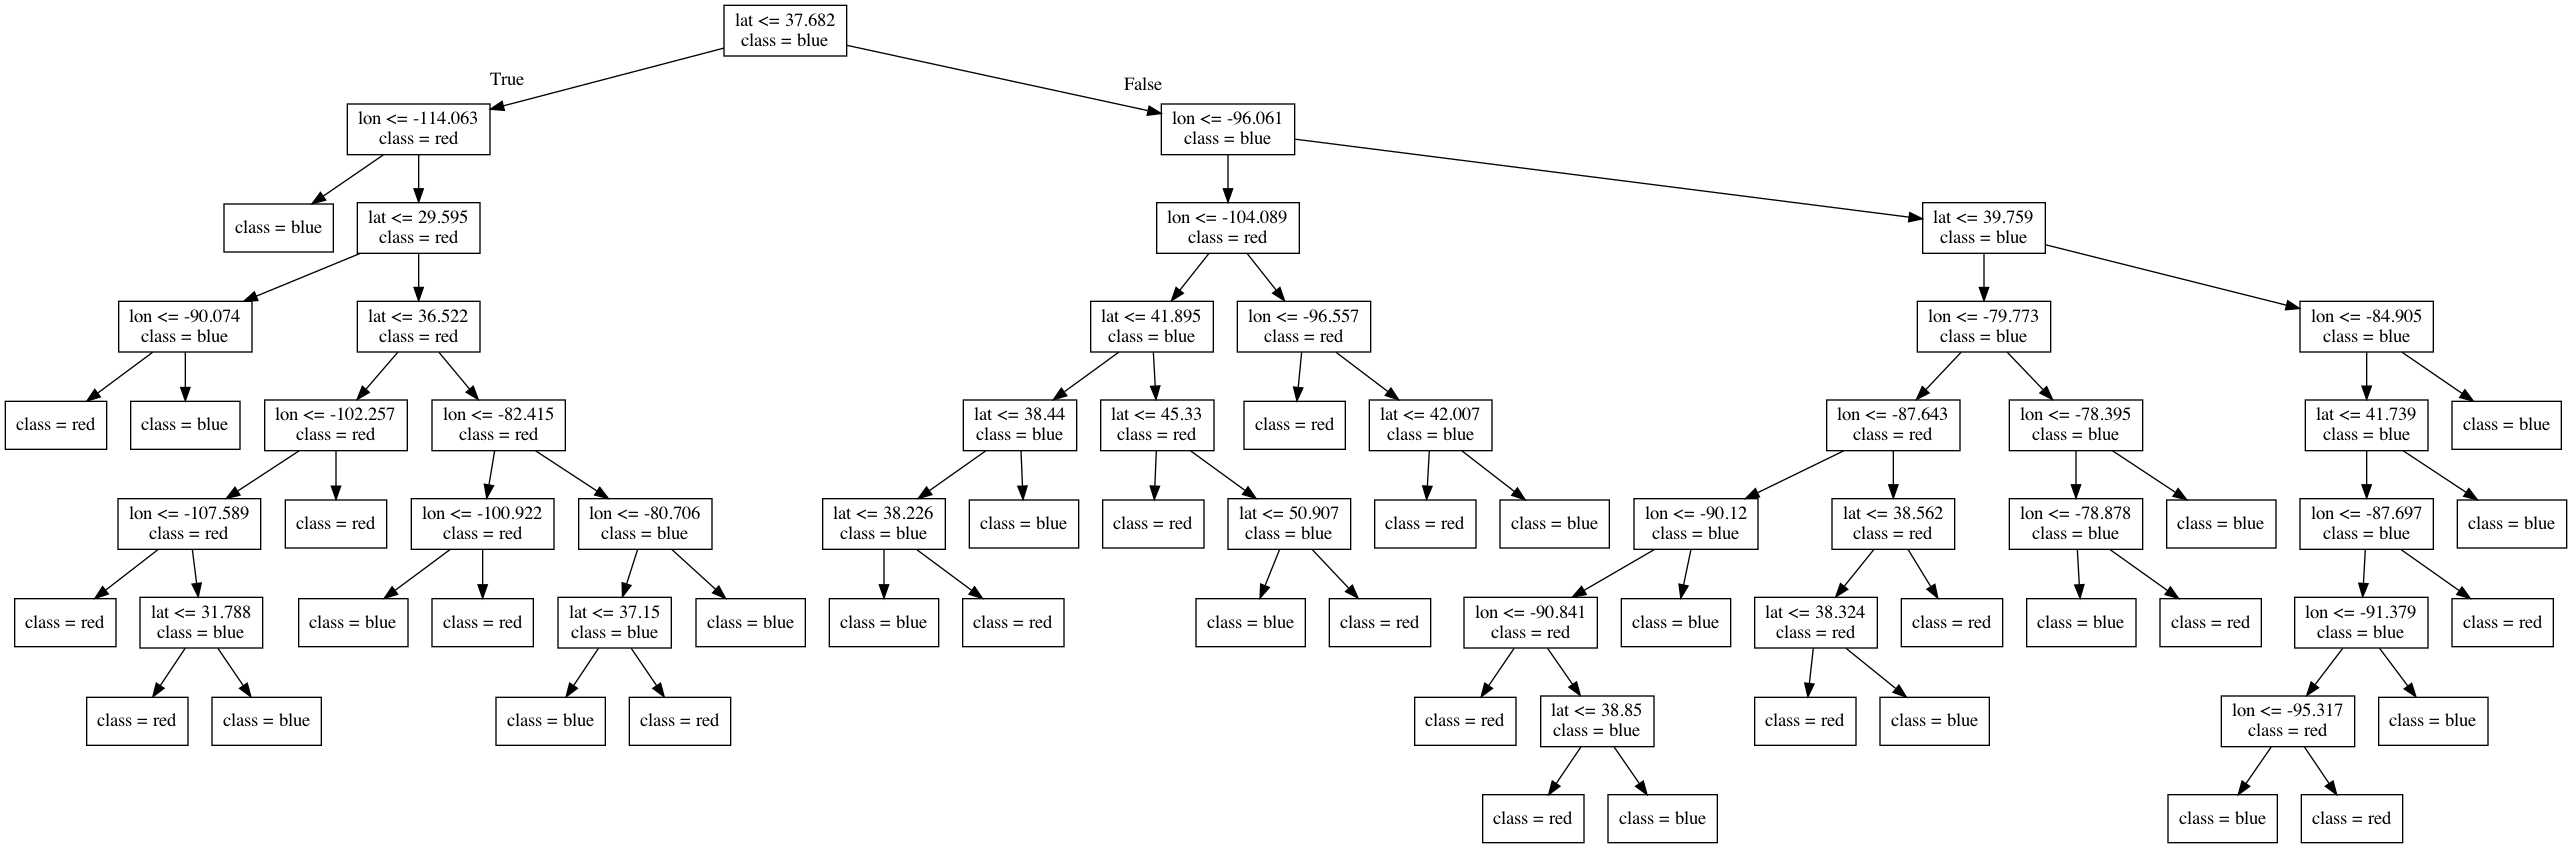 lat <= 37.682
class = blue
True
False
lon <= -114.063
class = red
lon <= -96.061
class = blue
class = blue
lat <= 29.595
class = red
lon <= -104.089
class = red
lat <= 39.759
class = blue
lon <= -90.074
class = blue
lat <= 36.522
class = red
lat <= 41.895
class = blue
lon <= -96.557
class = red
lon <= -79.773
class = blue
lon <= -84.905
class = blue
class = red
class = blue
lon <= -102.257
class = red
lon <= -82.415
class = red
lat <= 38.44
class = blue
lat <= 45.33
class = red
class = red
lat <= 42.007
class = blue
lon <= -87.643
class = red
lon <= -78.395
class = blue
lat <= 41.739
class = blue
class = blue
lon <= -107.589
class = red
class = red
lon <= -100.922
class = red
lon <= -80.706
class = blue
lat <= 38.226
class = blue
class = blue
class = red
lat <= 50.907
class = blue
class = red
class = blue
lon <= -90.12
class = blue
lat <= 38.562
class = red
lon <= -78.878
class = blue
class = blue
lon <= -87.697
class = blue
class = blue
class = red
lat <= 31.788
class = blue
class = blue
class = red
lat <= 37.15
class = blue
class = blue
class = blue
class = red
class = blue
class = red
lon <= -90.841
class = red
class = blue
lat <= 38.324
class = red
class = red
class = blue
class = red
lon <= -91.379
class = blue
class = red
class = red
class = blue
class = blue
class = red
class = red
lat <= 38.85
class = blue
class = red
class = blue
lon <= -95.317
class = red
class = blue
class = red
class = blue
class = blue
class = red